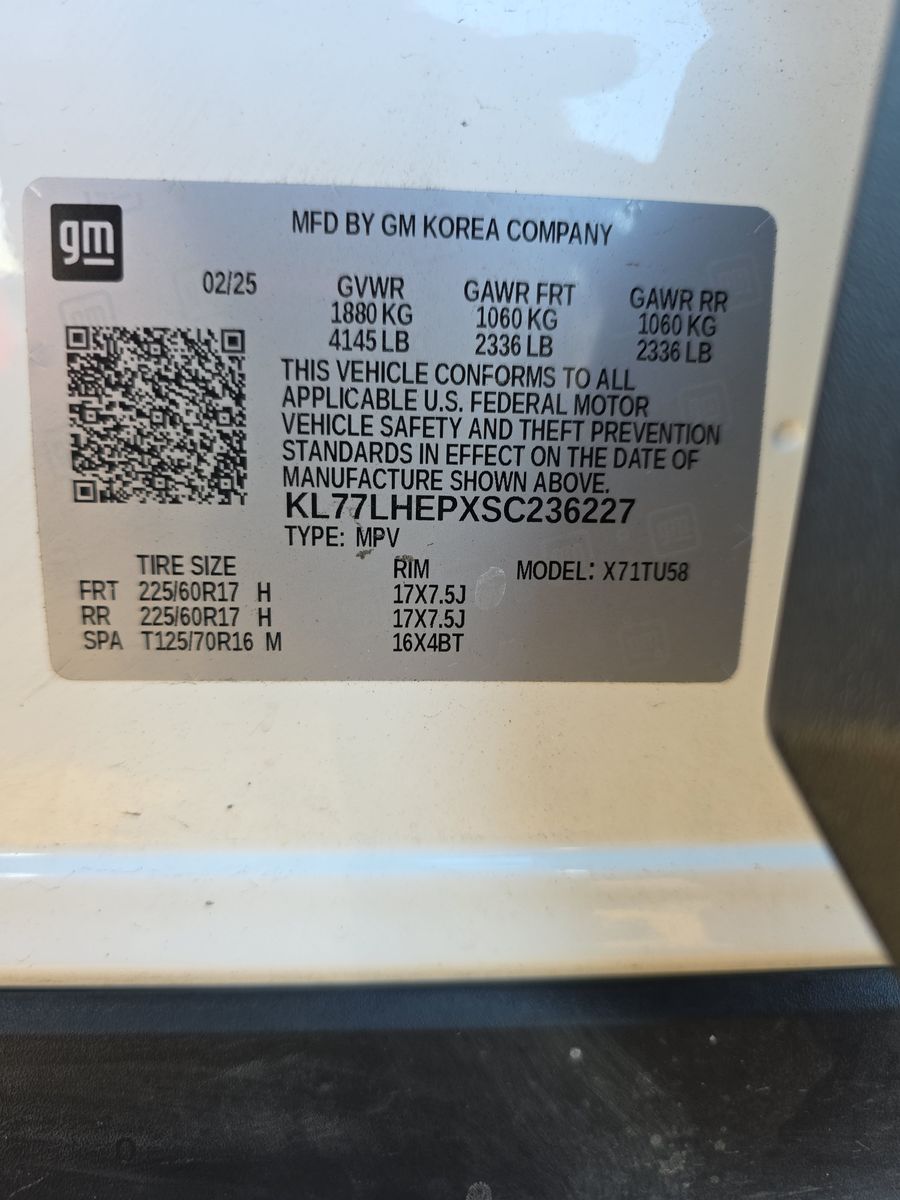 gm
MFD BY GM KOREA COMPANY
02/25 GVWR GAWR FRT GAWR RR
1880 KG 1060 KG 1060 KG
4145 LB 2336 LB 2336 LB
THIS VEHICLE CONFORMS TO ALL
APPLICABLE U.S. FEDERAL MOTOR
VEHICLE SAFETY AND THEFT PREVENTION
STANDARDS IN EFFECT ON THE DATE OF
MANUFACTURE SHOWN ABOVE.
KL77LHEPXSC236227
TYPE: MPV
TIRE SIZE RIM MODEL: X71TU58
FRT 225/60R17 H 17X7.5J
RR 225/60R17 H 17X7.5J
SPA T125/70R16 M 16X4BT